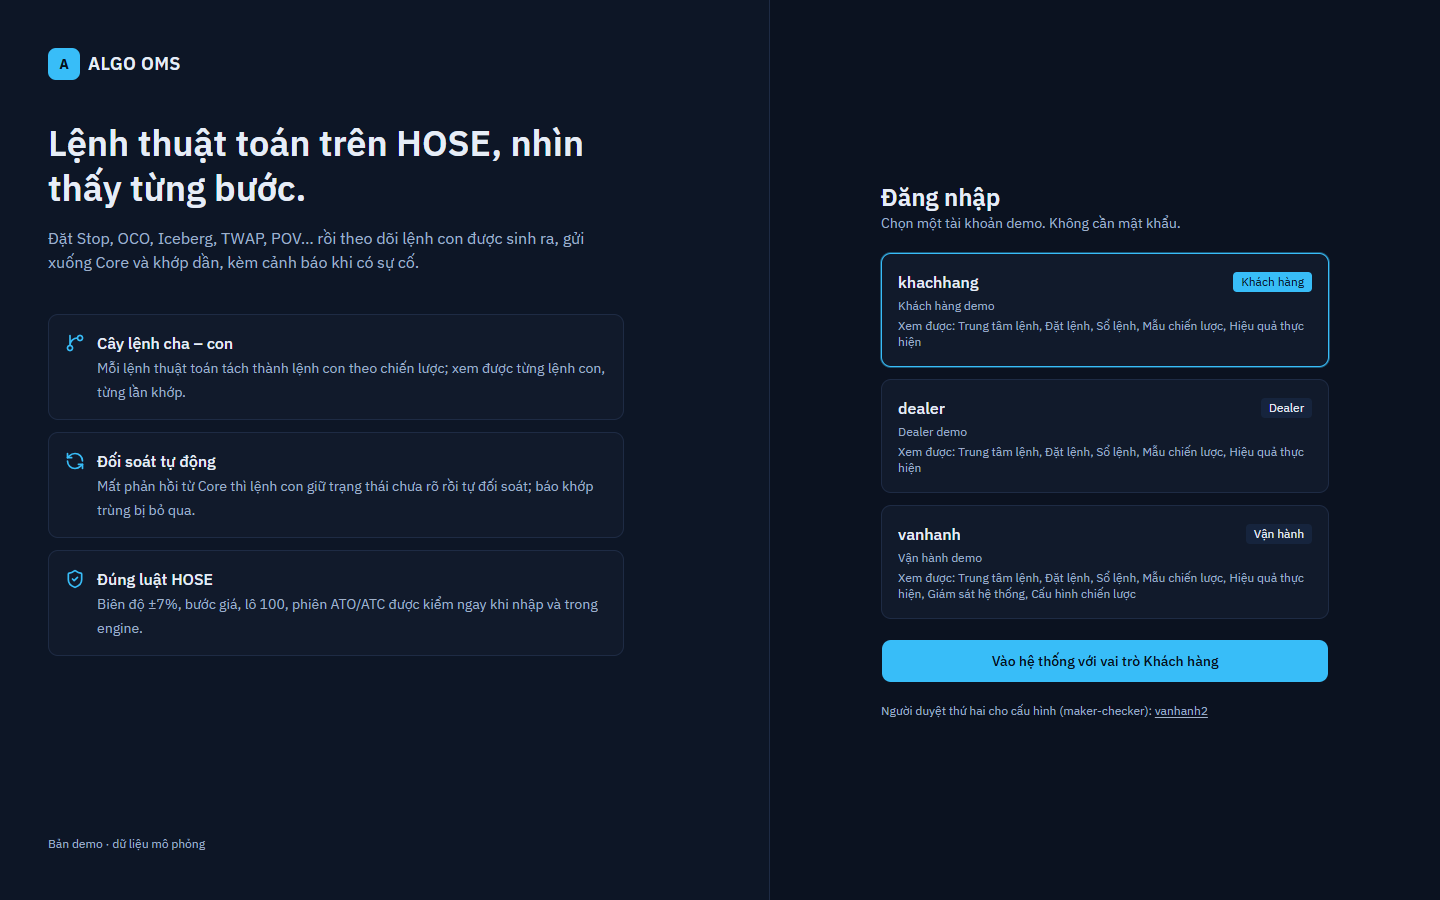 A ALGO OMS
Lệnh thuật toán trên HOSE, nhìn
thấy từng bước.
Đặt Stop, OCO, Iceberg, TWAP, POV... rồi theo dõi lệnh con được sinh ra, gửi
xuống Core và khớp dần, kèm cảnh báo khi có sự cố.
Cây lệnh cha – con
Mỗi lệnh thuật toán tách thành lệnh con theo chiến lược; xem được từng lệnh con,
từng lần khớp.
Đối soát tự động
Mất phản hồi từ Core thì lệnh con giữ trạng thái chưa rõ rồi tự đối soát; báo khớp
trùng bị bỏ qua.
Đúng luật HOSE
Biên độ ±7%, bước giá, lô 100, phiên ATO/ATC được kiểm ngay khi nhập và trong
engine.
Bản demo · dữ liệu mô phỏng
Đăng nhập
Chọn một tài khoản demo. Không cần mật khẩu.
khachhang
Khách hàng
Khách hàng demo
Xem được: Trung tâm lệnh, Đặt lệnh, Sổ lệnh, Mẫu chiến lược, Hiệu quả thực
hiện
dealer
Dealer
Dealer demo
Xem được: Trung tâm lệnh, Đặt lệnh, Sổ lệnh, Mẫu chiến lược, Hiệu quả thực
hiện
vanhanh
Vận hành
Vận hành demo
Xem được: Trung tâm lệnh, Đặt lệnh, Sổ lệnh, Mẫu chiến lược, Hiệu quả thực
hiện, Giám sát hệ thống, Cấu hình chiến lược
Vào hệ thống với vai trò Khách hàng
Người duyệt thứ hai cho cấu hình (maker-checker): vanhanh2